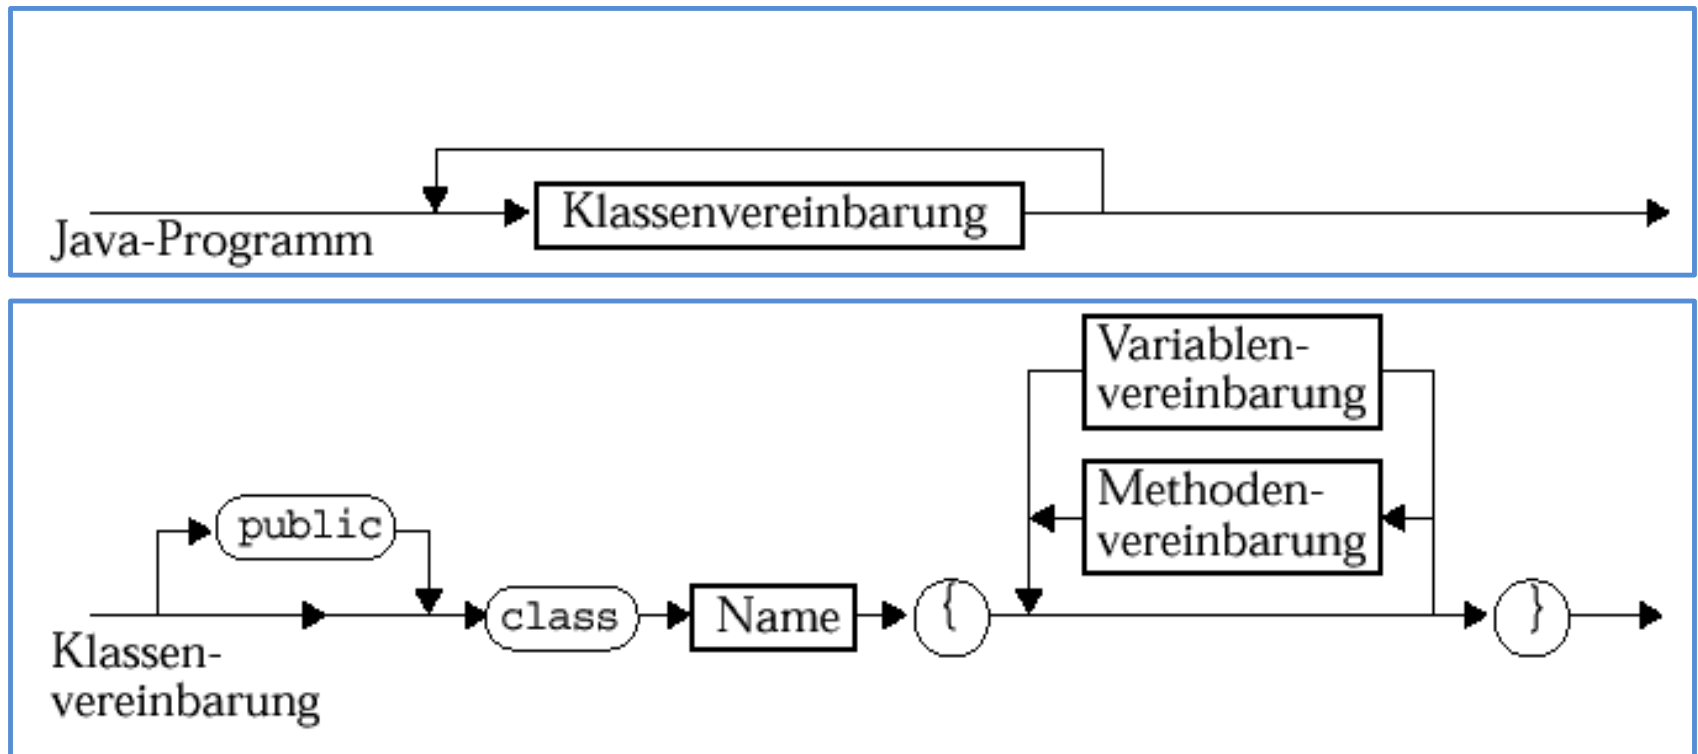 Klassenvereinbarung
Java-Programm
Variablen-
vereinbarung
Methoden-
vereinbarung
public
class Name { }
Klassen-
vereinbarung